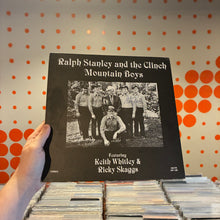 Ralph Stanley and the Clinch
Mountain Boys
Featuring
Keith Whitley &
Ricky Skaggs